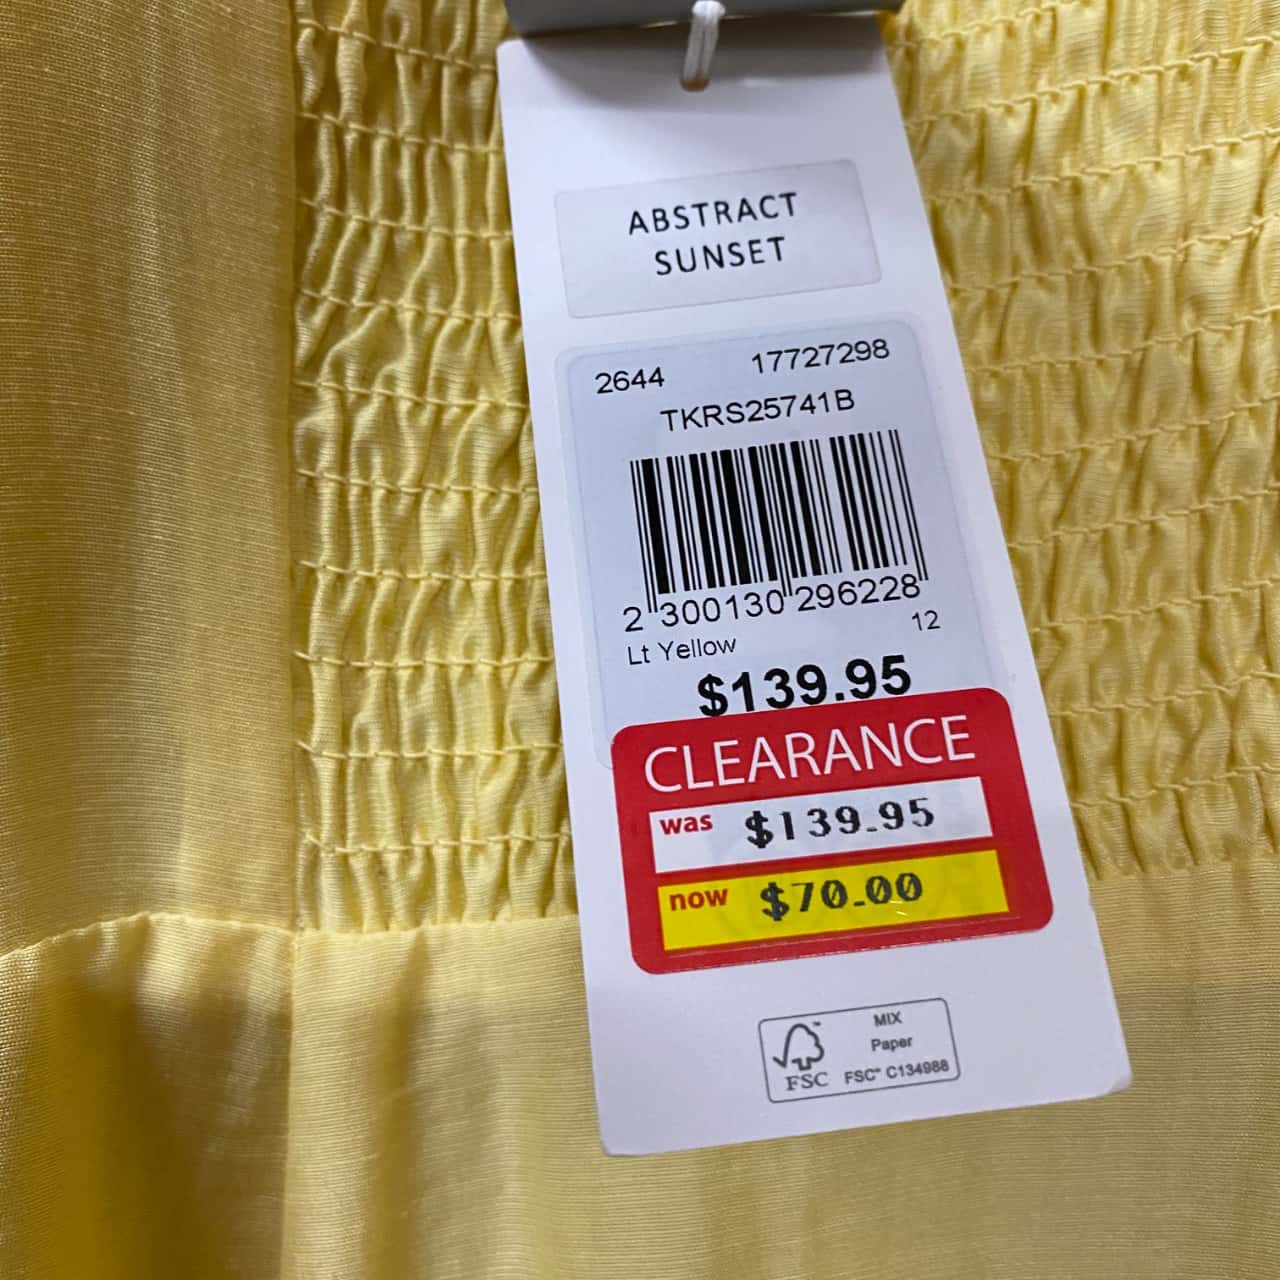 ABSTRACT
SUNSET
2644 17727298
TKRS25741B
2 300130 296228
Lt Yellow 12
$139.95
CLEARANCE
was $139.95
now $70.00
MIX
Paper
FSC™ C134988
FSC